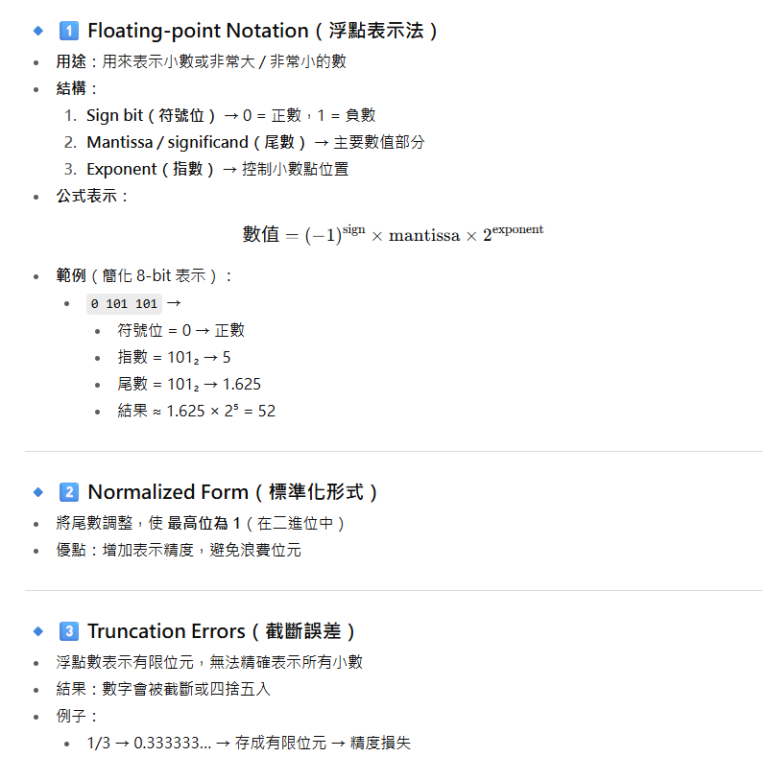 1 Floating-point Notation（浮點表示法）
用途：用來表示小數或非常大 / 非常小的數
結構：
1. Sign bit（符號位） → 0 = 正數，1 = 負數
2. Mantissa / significand（尾數） → 主要數值部分
3. Exponent（指數） → 控制小數點位置
公式表示：
數值 = (−1)^sign × mantissa × 2^exponent
範例（簡化 8-bit 表示）：
0 101 101 →
符號位 = 0 → 正數
指數 = 101₂ → 5
尾數 = 101₂ → 1.625
結果 ≈ 1.625 × 2⁵ = 52
2 Normalized Form（標準化形式）
將尾數調整，使 最高位為 1（在二進位中）
優點：增加表示精度，避免浪費位元
3 Truncation Errors（截斷誤差）
浮點數表示有限位元，無法精確表示所有小數
結果：數字會被截斷或四捨五入
例子：
1/3 → 0.333333... → 存成有限位元 → 精度損失